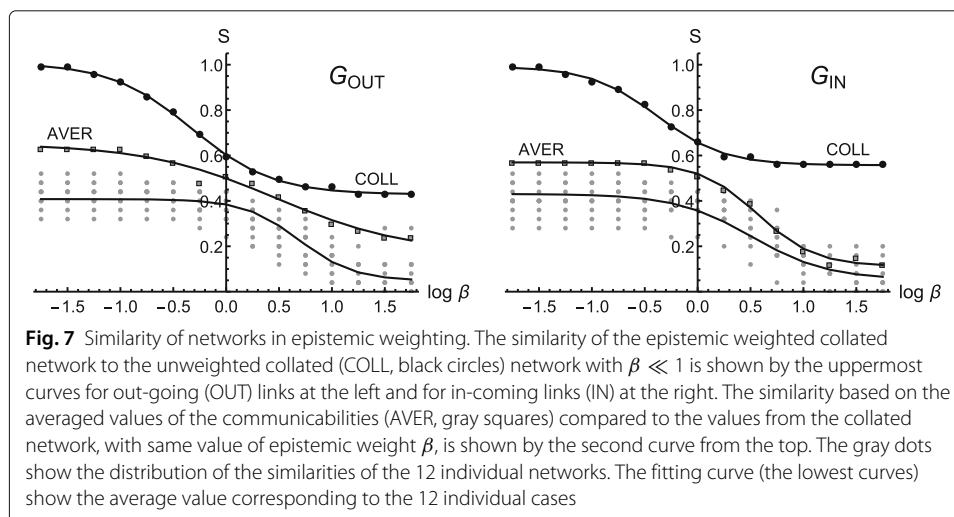 S
S
1.0
0.8
0.6
0.4
0.2
G_OUT
AVER
COLL
−1.5 −1.0 −0.5 0.0 0.5 1.0 1.5
log β
1.0
0.8
0.6
0.4
0.2
G_IN
AVER
COLL
−1.5 −1.0 −0.5 0.0 0.5 1.0 1.5
log β
Fig. 7 Similarity of networks in epistemic weighting. The similarity of the epistemic weighted collated
network to the unweighted collated (COLL, black circles) network with β ≪ 1 is shown by the uppermost
curves for out-going (OUT) links at the left and for in-coming links (IN) at the right. The similarity based on the
averaged values of the communicabilities (AVER, gray squares) compared to the values from the collated
network, with same value of epistemic weight β, is shown by the second curve from the top. The gray dots
show the distribution of the similarities of the 12 individual networks. The fitting curve (the lowest curves)
show the average value corresponding to the 12 individual cases